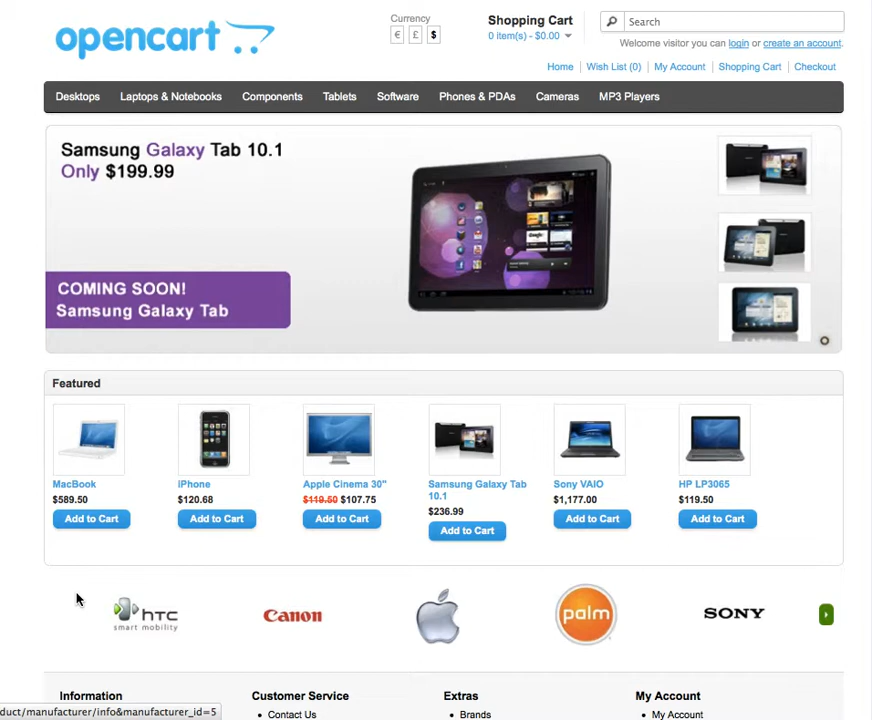 opencart
Currency
€ £ $
Shopping Cart
0 item(s) - $0.00
Search
Welcome visitor you can login or create an account.
Home Wish List (0) My Account Shopping Cart Checkout
Desktops Laptops & Notebooks Components Tablets Software Phones & PDAs Cameras MP3 Players
Samsung Galaxy Tab 10.1
Only $199.99
COMING SOON!
Samsung Galaxy Tab
Featured
MacBook
$589.50
Add to Cart
iPhone
$120.68
Add to Cart
Apple Cinema 30"
$119.50 $107.75
Add to Cart
Samsung Galaxy Tab
10.1
$236.99
Add to Cart
Sony VAIO
$1,177.00
Add to Cart
HP LP3065
$119.50
Add to Cart
htc
smart mobility
Canon
palm
SONY
Information
Customer Service
• Contact Us
Extras
• Brands
My Account
• My Account
duct/manufacturer/info&manufacturer_id=5